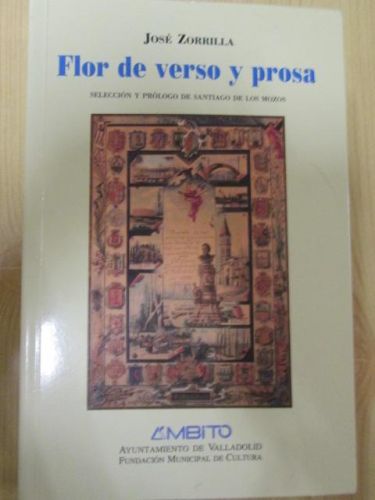 JOSÉ ZORRILLA
Flor de verso y prosa
SELECCIÓN Y PRÓLOGO DE SANTIAGO DE LOS MOZOS
ÁMBITO
AYUNTAMIENTO DE VALLADOLID
FUNDACIÓN MUNICIPAL DE CULTURA